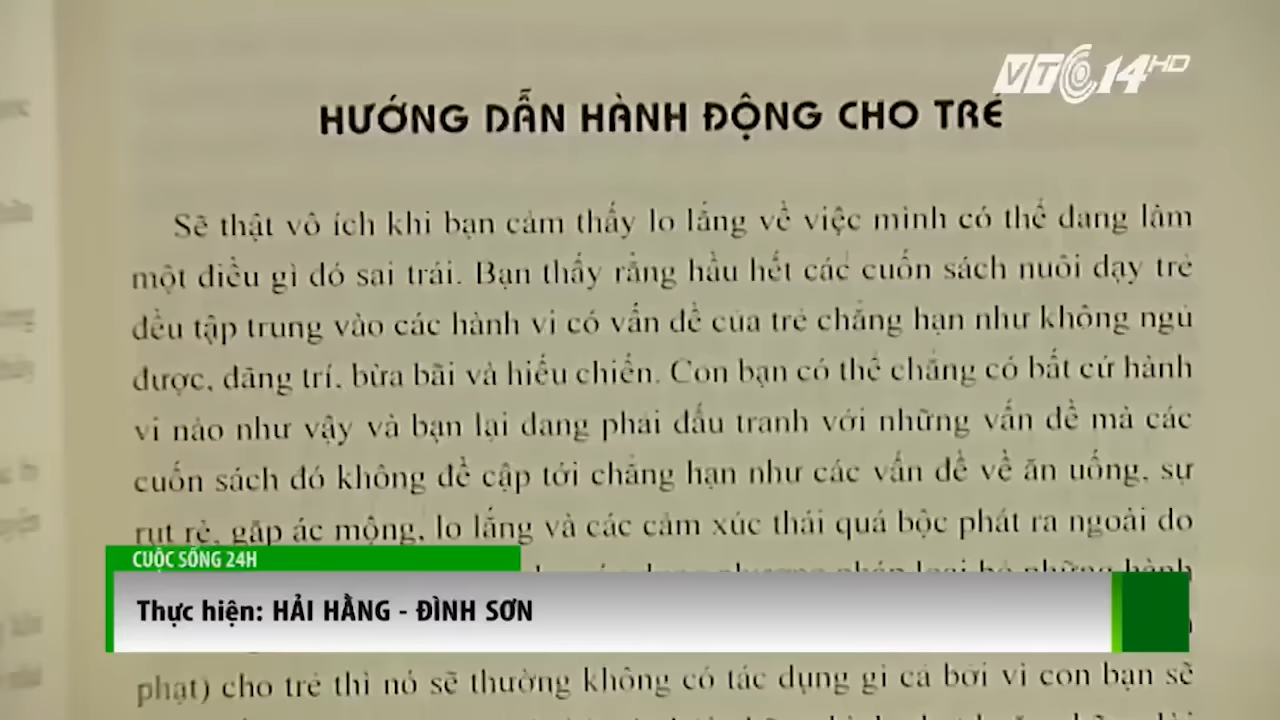 VTC14HD
HƯỚNG DẪN HÀNH ĐỘNG CHO TRẺ
Sẽ thật vô ích khi bạn cảm thấy lo lắng về việc mình có thể đang làm
một điều gì đó sai trái. Bạn thấy rằng hầu hết các cuốn sách nuôi dạy trẻ
đều tập trung vào các hành vi có vấn đề của trẻ chẳng hạn như không ngủ
được, đãng trí, bừa bãi và hiếu chiến. Con bạn có thể chẳng có bất cứ hành
vi nào như vậy và bạn lại đang phải đấu tranh với những vấn đề mà các
cuốn sách đó không đề cập tới chẳng hạn như các vấn đề về ăn uống, sự
rụt rè, gặp ác mộng, lo lắng và các cảm xúc thái quá bộc phát ra ngoài do
phương pháp loại bỏ những hành
CUỘC SỐNG 24H
Thực hiện: HẢI HẰNG - ĐÌNH SƠN
phạt) cho trẻ thì nó sẽ thường không có tác dụng gì cả bởi vì con bạn sẽ